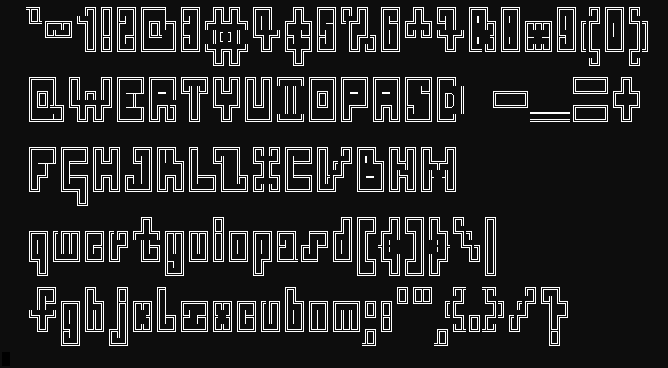 `~1!2@3#4$5%6^7&8*9(0)
QWERTYUIOPASD -_=+
FGHJKLZXCVBNM
qwertyuiopasd[{]}\|
fghjklzxcvbnm;:'",<.>/?